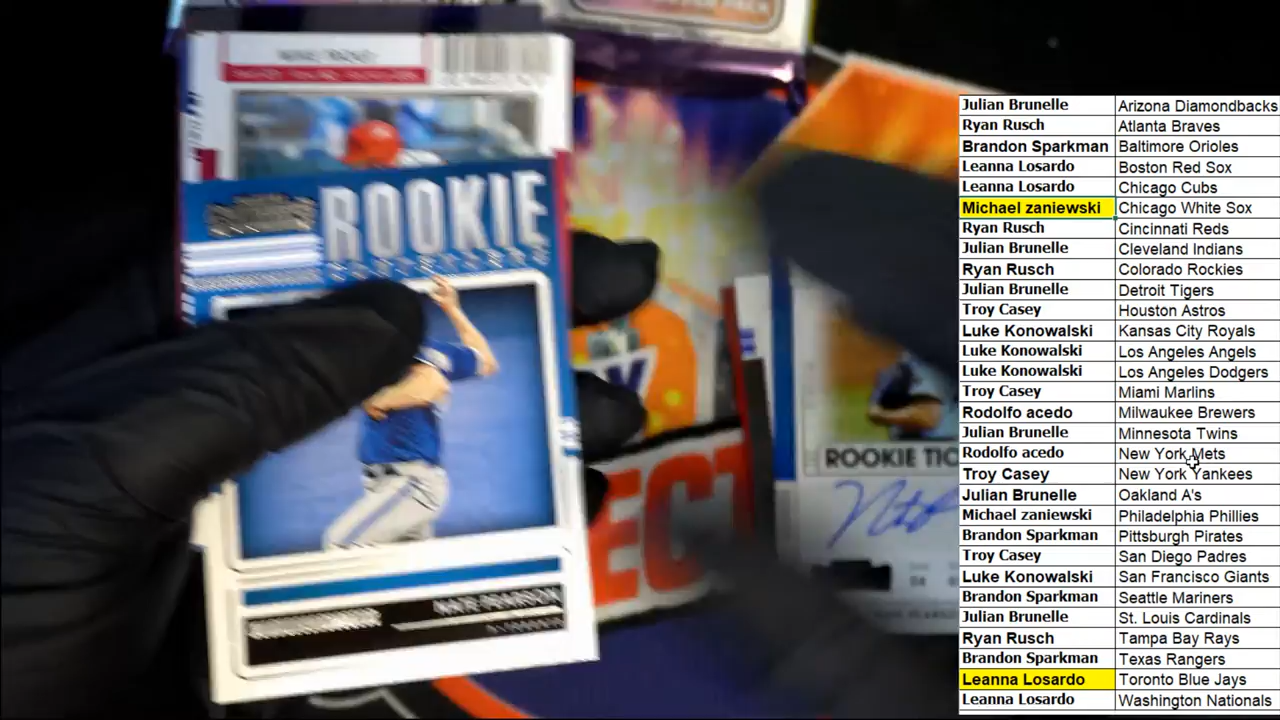 ROOKIE
NATE PEARSON
ROOKIE TIC
ECT
Julian Brunelle Arizona Diamondbacks
Ryan Rusch Atlanta Braves
Brandon Sparkman Baltimore Orioles
Leanna Losardo Boston Red Sox
Leanna Losardo Chicago Cubs
Michael zaniewski Chicago White Sox
Ryan Rusch Cincinnati Reds
Julian Brunelle Cleveland Indians
Ryan Rusch Colorado Rockies
Julian Brunelle Detroit Tigers
Troy Casey Houston Astros
Luke Konowalski Kansas City Royals
Luke Konowalski Los Angeles Angels
Luke Konowalski Los Angeles Dodgers
Troy Casey Miami Marlins
Rodolfo acedo Milwaukee Brewers
Julian Brunelle Minnesota Twins
Rodolfo acedo New York Mets
Troy Casey New York Yankees
Julian Brunelle Oakland A's
Michael zaniewski Philadelphia Phillies
Brandon Sparkman Pittsburgh Pirates
Troy Casey San Diego Padres
Luke Konowalski San Francisco Giants
Brandon Sparkman Seattle Mariners
Julian Brunelle St. Louis Cardinals
Ryan Rusch Tampa Bay Rays
Brandon Sparkman Texas Rangers
Leanna Losardo Toronto Blue Jays
Leanna Losardo Washington Nationals